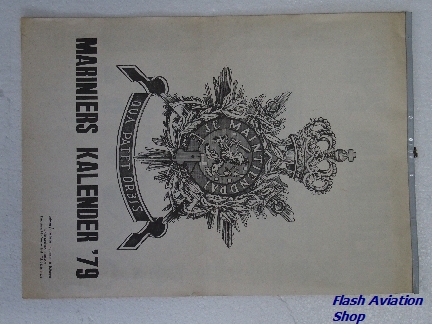 JE MAINTIENDRAI
QUA PATET ORBIS
MARINIERS KALENDER '79
Flash Aviation
Shop